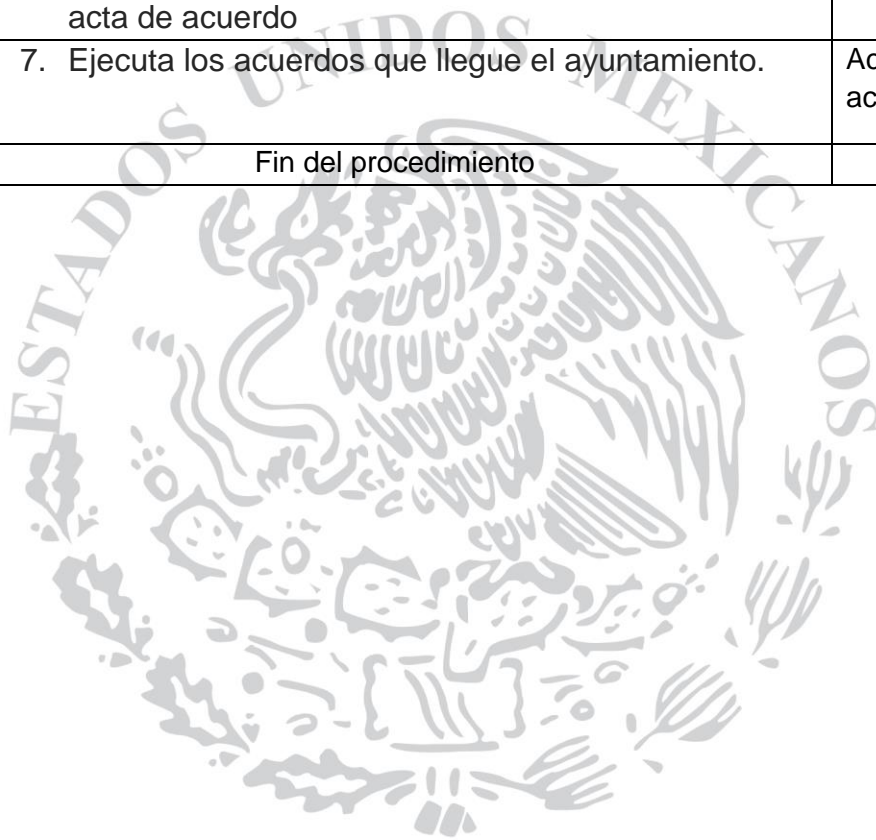 acta de acuerdo
7. Ejecuta los acuerdos que llegue el ayuntamiento.
Fin del procedimiento
ESTADOS UNIDOS MEXICANOS